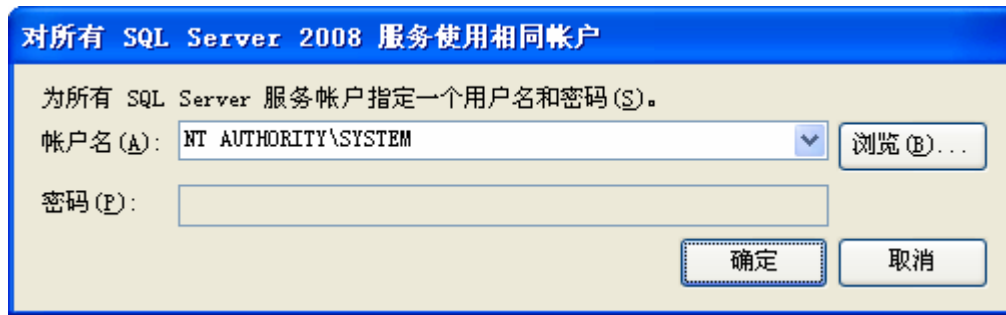 对所有 SQL Server 2008 服务使用相同帐户
为所有 SQL Server 服务帐户指定一个用户名和密码(S)。
帐户名(A): NT AUTHORITY\SYSTEM 浏览(B)...
密码(P):
确定 取消